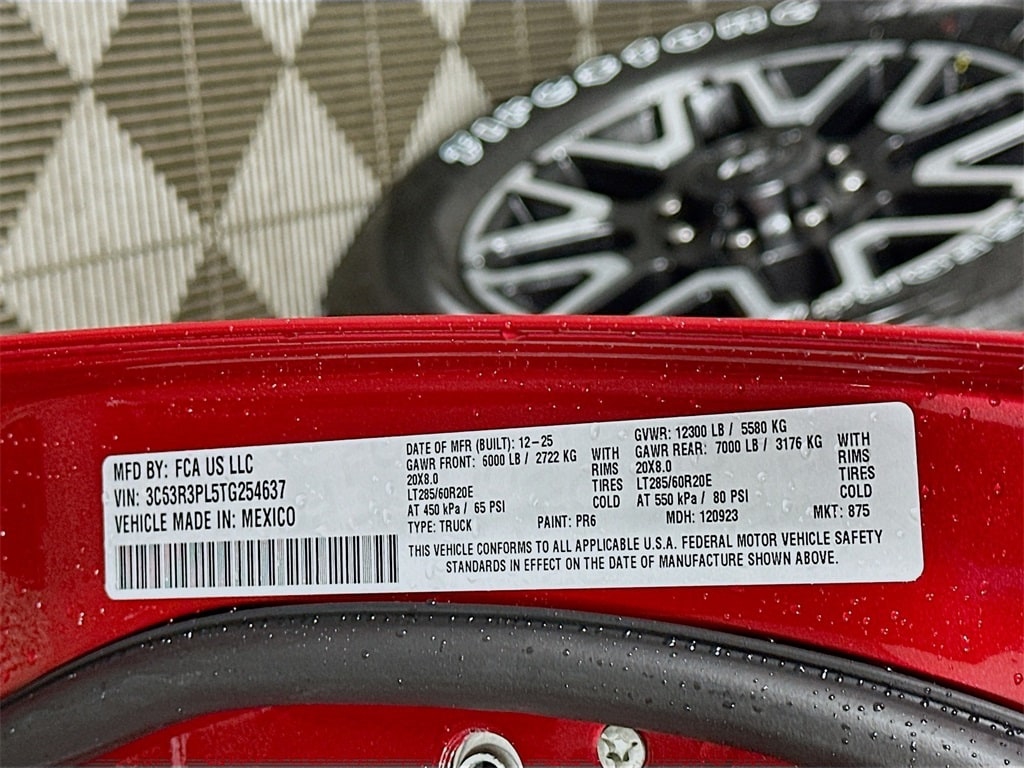 MFD BY: FCA US LLC
VIN: 3C63R3PL5TG254637
VEHICLE MADE IN: MEXICO
DATE OF MFR (BUILT): 12-25
GAWR FRONT: 6000 LB / 2722 KG WITH
20X8.0 RIMS
LT285/60R20E TIRES
AT 450 kPa / 65 PSI COLD
TYPE: TRUCK PAINT: PR6
GVWR: 12300 LB / 5580 KG
GAWR REAR: 7000 LB / 3176 KG WITH
20X8.0 RIMS
LT285/60R20E TIRES
AT 550 kPa / 80 PSI COLD
MDH: 120923 MKT: 875
THIS VEHICLE CONFORMS TO ALL APPLICABLE U.S.A. FEDERAL MOTOR VEHICLE SAFETY
STANDARDS IN EFFECT ON THE DATE OF MANUFACTURE SHOWN ABOVE.